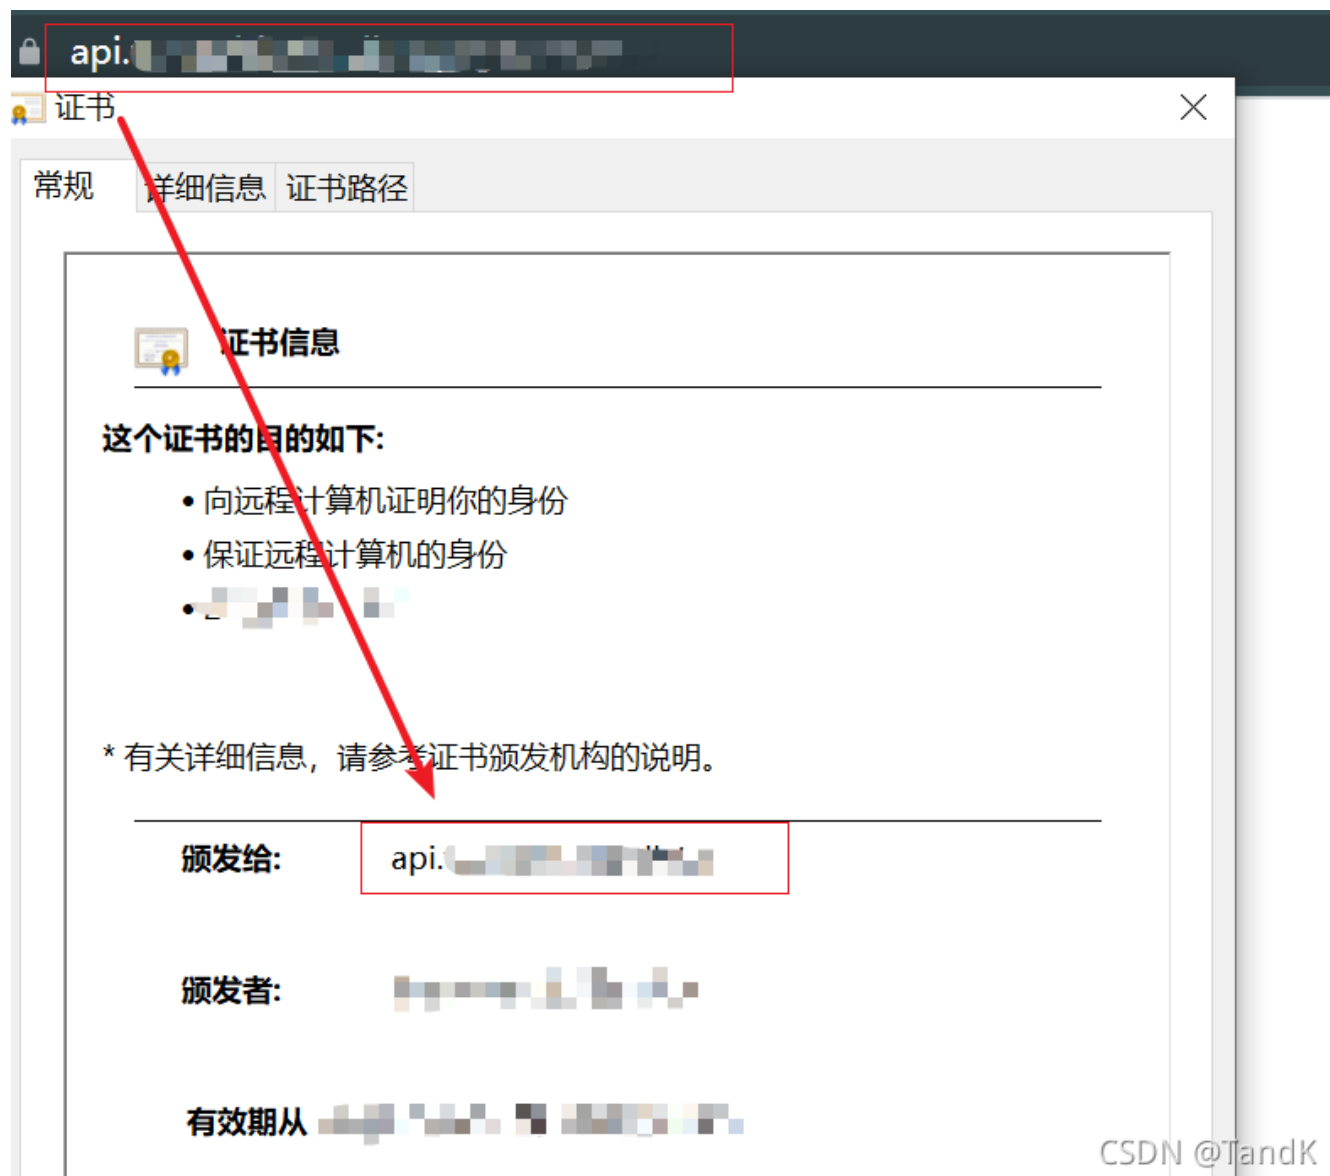 api.
证书
常规 详细信息 证书路径
证书信息
这个证书的目的如下:
• 向远程计算机证明你的身份
• 保证远程计算机的身份
•
* 有关详细信息，请参考证书颁发机构的说明。
颁发给: api.
颁发者:
有效期从
CSDN @TandK